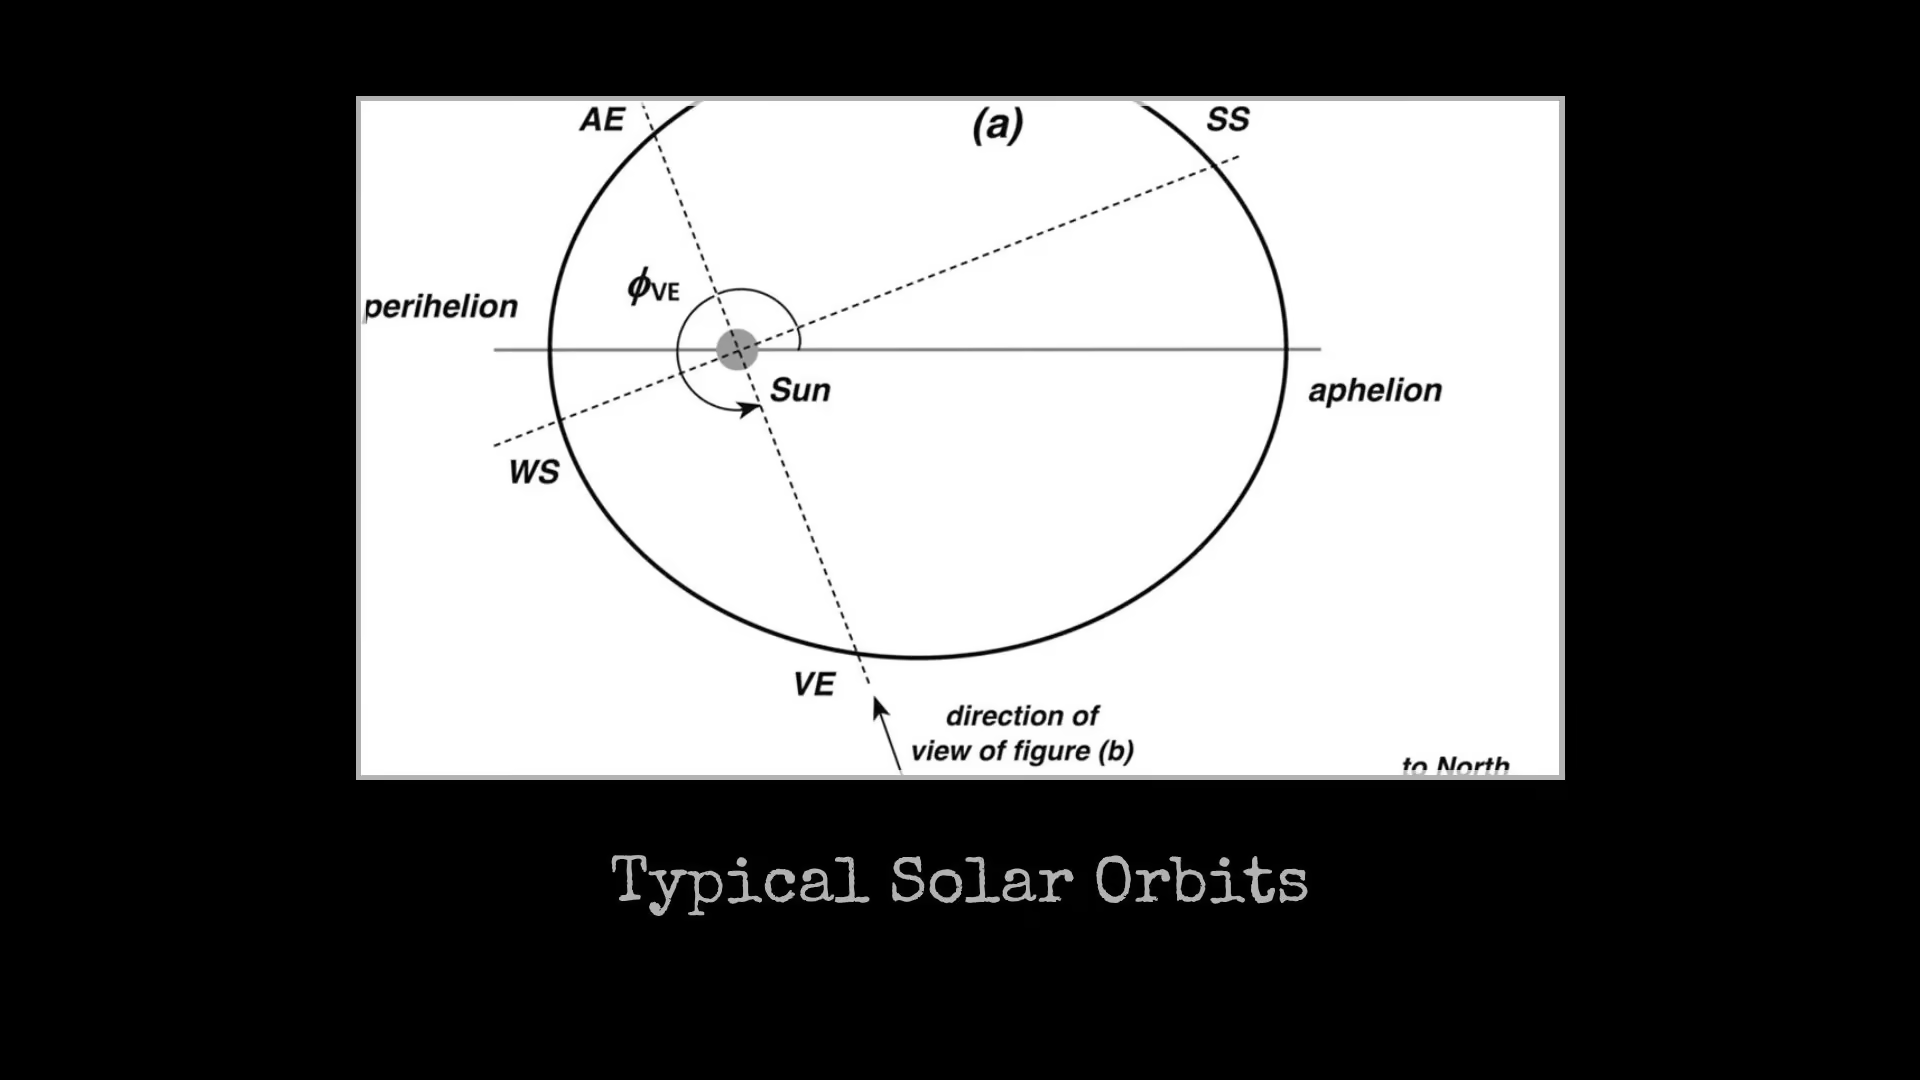 AE
(a)
SS
ϕVE
perihelion
Sun
aphelion
WS
VE
direction of
view of figure (b)
to North
Typical Solar Orbits